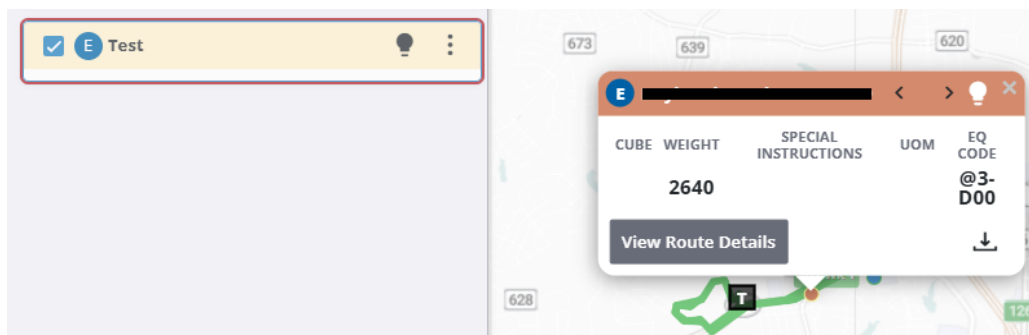 E Test
673
639
620
E
CUBE WEIGHT SPECIAL INSTRUCTIONS UOM EQ CODE
2640 @3-D00
View Route Details
T
628